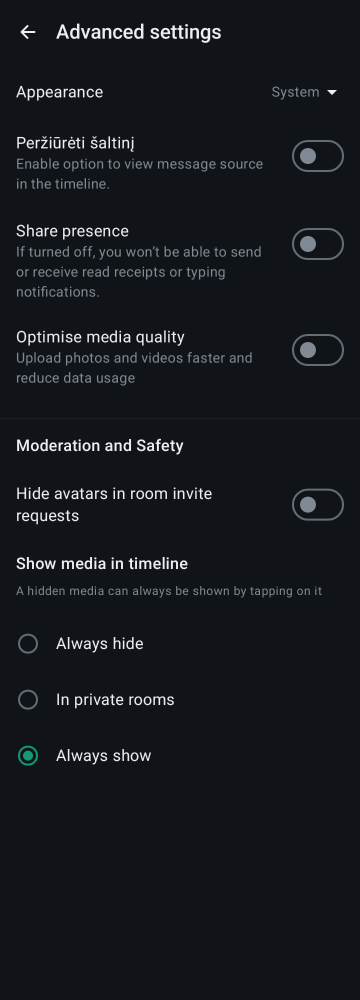 Advanced settings
Appearance
System
Peržiūrėti šaltinį
Enable option to view message source
in the timeline.
Share presence
If turned off, you won't be able to send
or receive read receipts or typing
notifications.
Optimise media quality
Upload photos and videos faster and
reduce data usage
Moderation and Safety
Hide avatars in room invite
requests
Show media in timeline
A hidden media can always be shown by tapping on it
Always hide
In private rooms
Always show